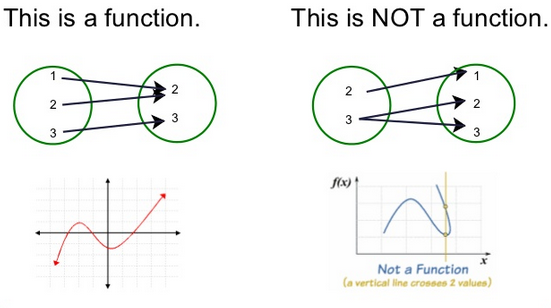 This is a function.
This is NOT a function.
1
2
3
2
3
2
3
1
2
3
f(x)
x
Not a Function
(a vertical line crosses 2 values)